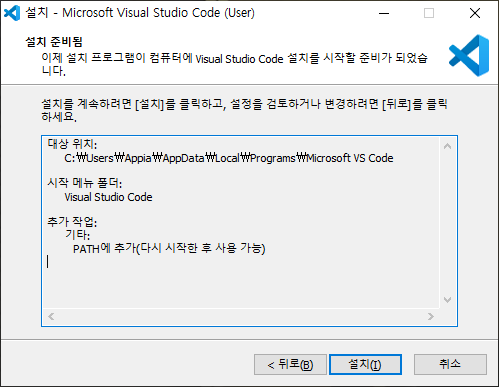 설치 - Microsoft Visual Studio Code (User)
설치 준비됨
이제 설치 프로그램이 컴퓨터에 Visual Studio Code 설치를 시작할 준비가 되었습
니다.
설치를 계속하려면 [설치]를 클릭하고, 설정을 검토하거나 변경하려면 [뒤로]를 클릭
하세요.
대상 위치:
C:₩Users₩Appia₩AppData₩Local₩Programs₩Microsoft VS Code
시작 메뉴 폴더:
Visual Studio Code
추가 작업:
기타:
PATH에 추가(다시 시작한 후 사용 가능)
< 뒤로(B) 설치(I) 취소